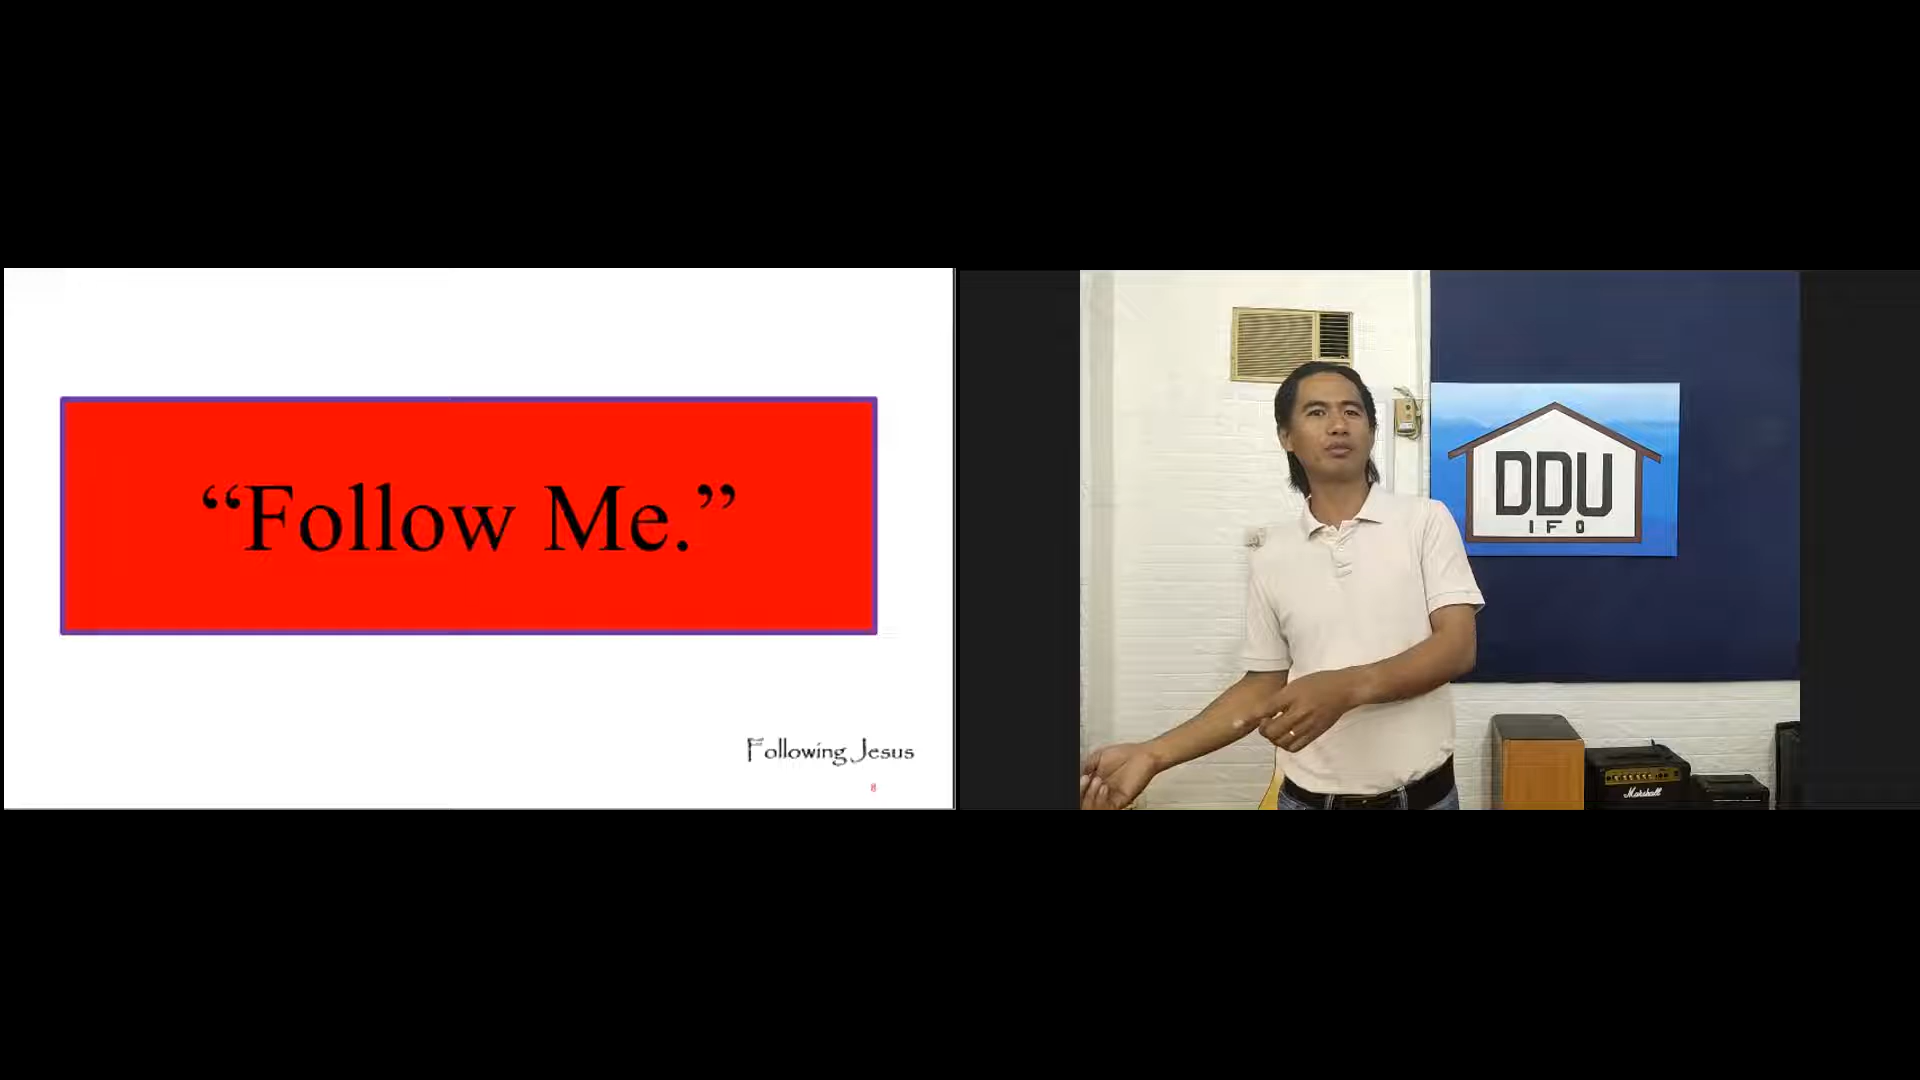 “Follow Me.”
Following Jesus
8
DDU
IFO
Marshall